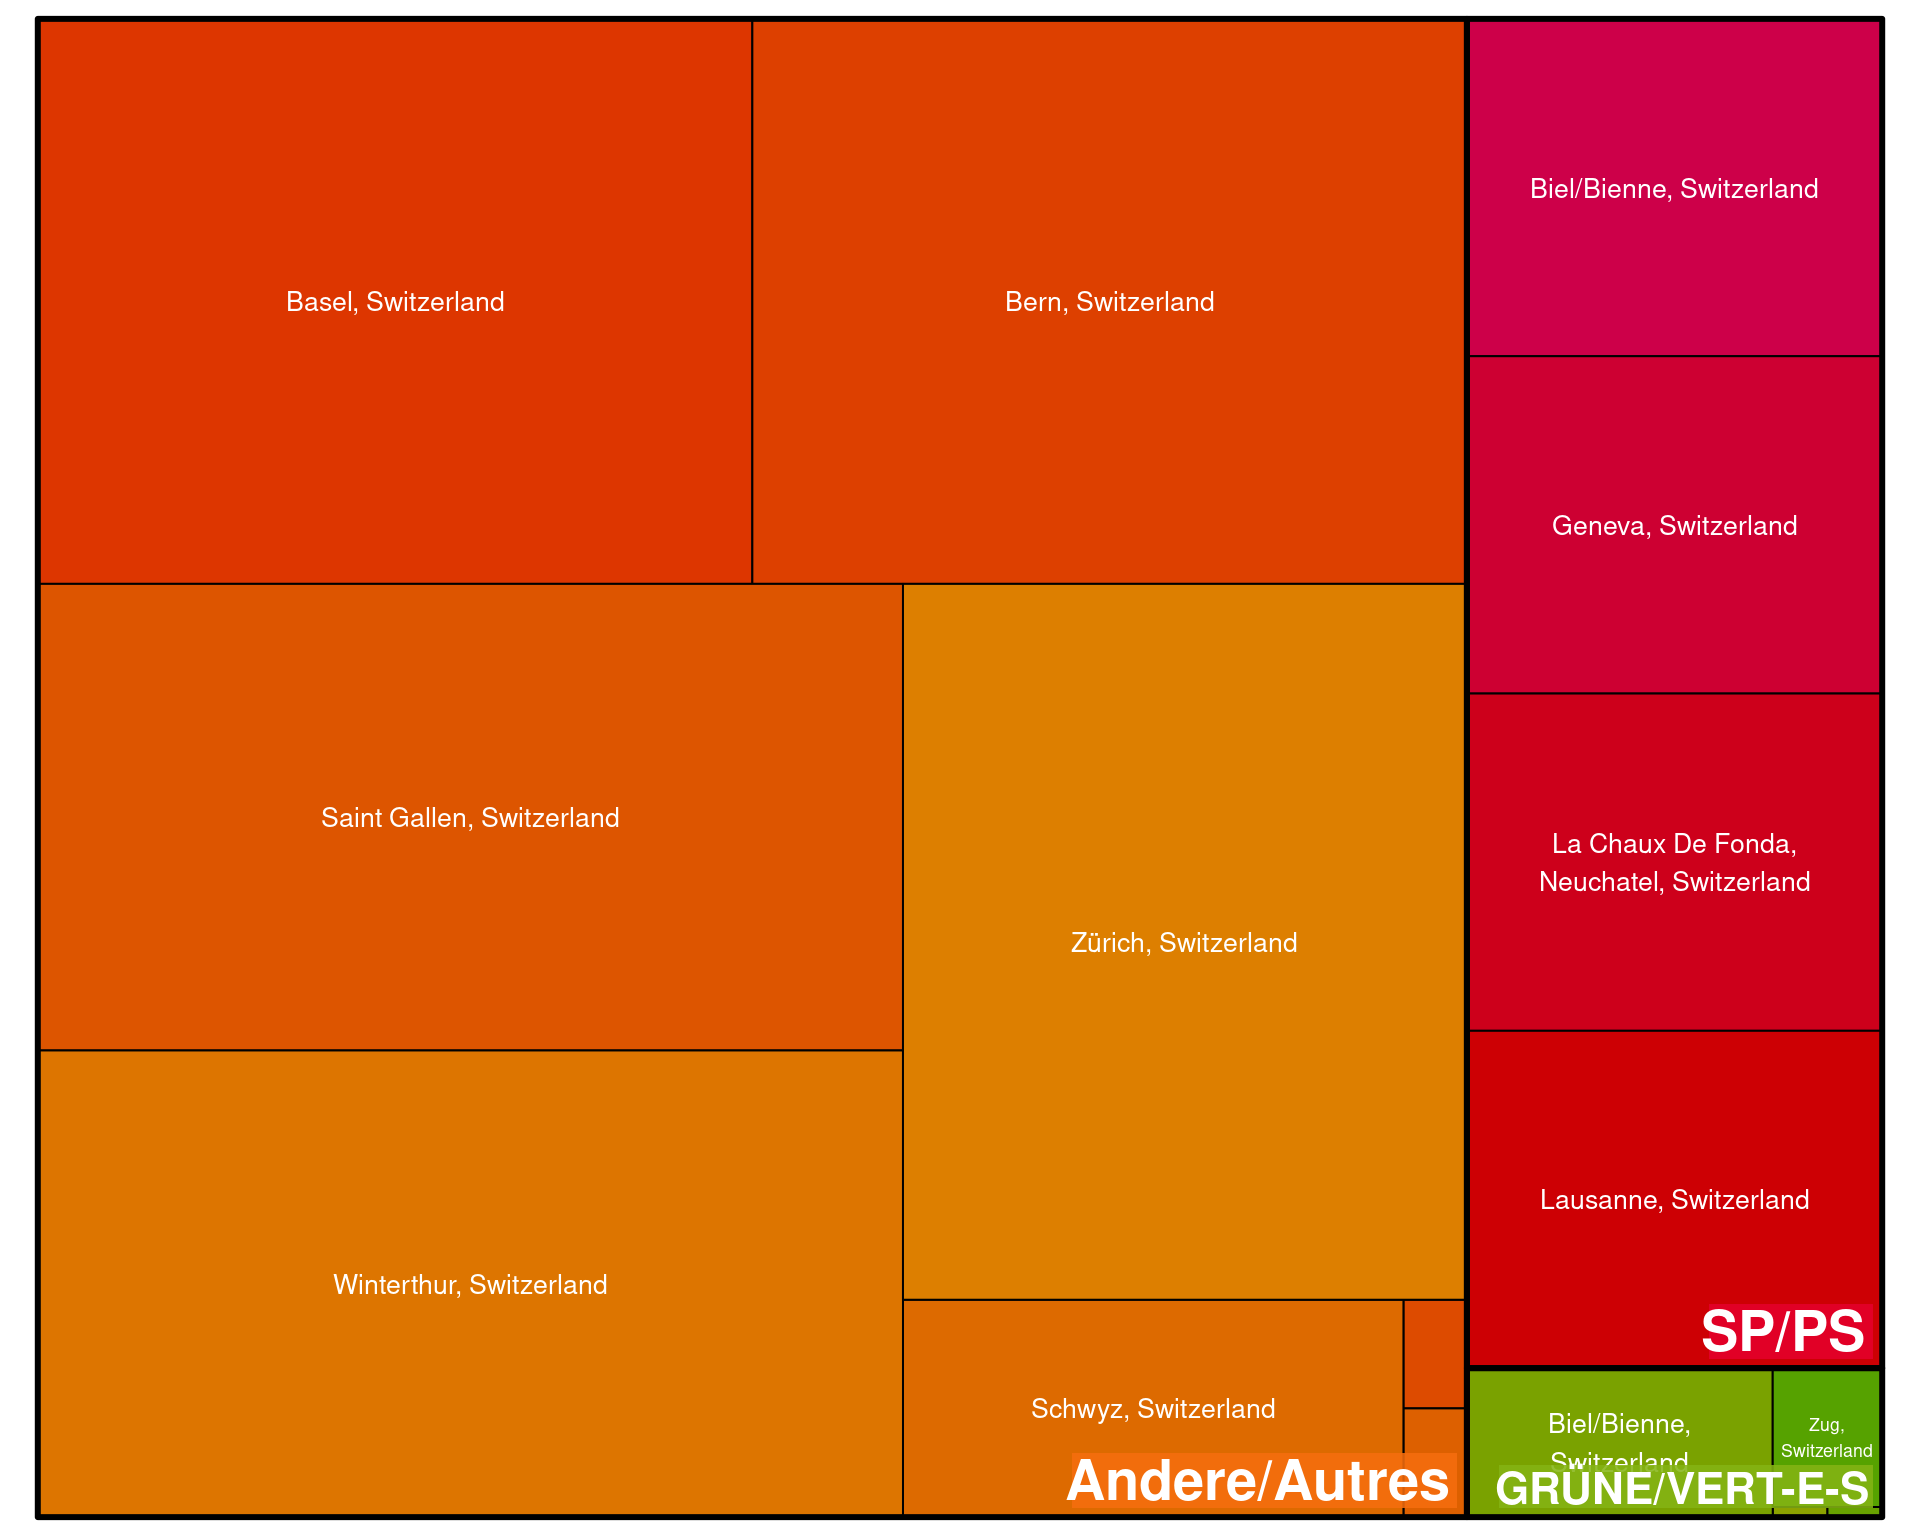 Basel, Switzerland
Bern, Switzerland
Biel/Bienne, Switzerland
Geneva, Switzerland
Saint Gallen, Switzerland
Zürich, Switzerland
La Chaux De Fonda,
Neuchatel, Switzerland
Lausanne, Switzerland
Winterthur, Switzerland
SP/PS
Schwyz, Switzerland
Andere/Autres
Biel/Bienne,
Switzerland
Zug,
Switzerland
GRÜNE/VERT-E-S